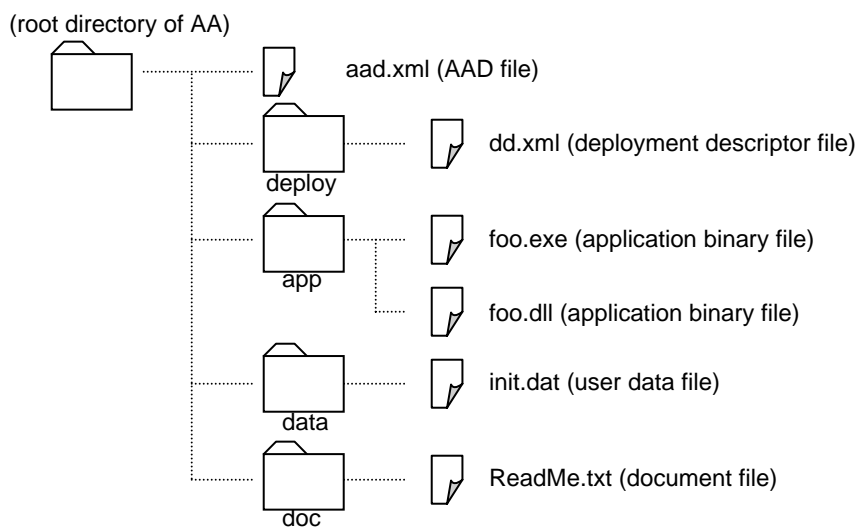 (root directory of AA)
aad.xml (AAD file)
dd.xml (deployment descriptor file)
deploy
foo.exe (application binary file)
app
foo.dll (application binary file)
init.dat (user data file)
data
ReadMe.txt (document file)
doc